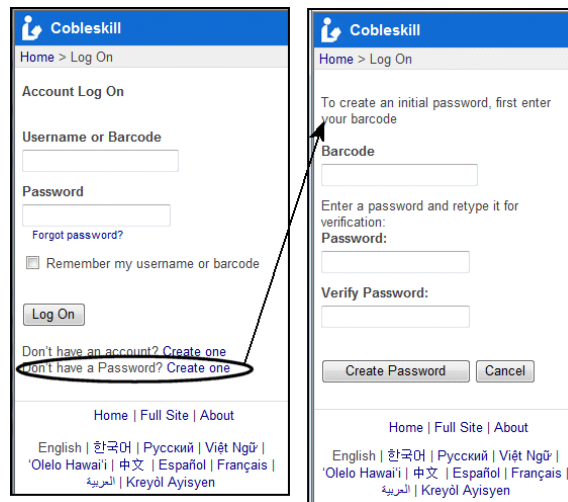 Cobleskill
Home > Log On
Account Log On
Username or Barcode
Password
Forgot password?
Remember my username or barcode
Log On
Don't have an account? Create one
Don't have a Password? Create one
Home | Full Site | About
English | 한국어 | Русский | Việt Ngữ |
'Olelo Hawai'i | 中文 | Español | Français |
العربية | Kreyòl Ayisyen
Cobleskill
Home > Log On
To create an initial password, first enter
your barcode
Barcode
Enter a password and retype it for
verification:
Password:
Verify Password:
Create Password Cancel
Home | Full Site | About
English | 한국어 | Русский | Việt Ngữ |
'Olelo Hawai'i | 中文 | Español | Français |
العربية | Kreyòl Ayisyen